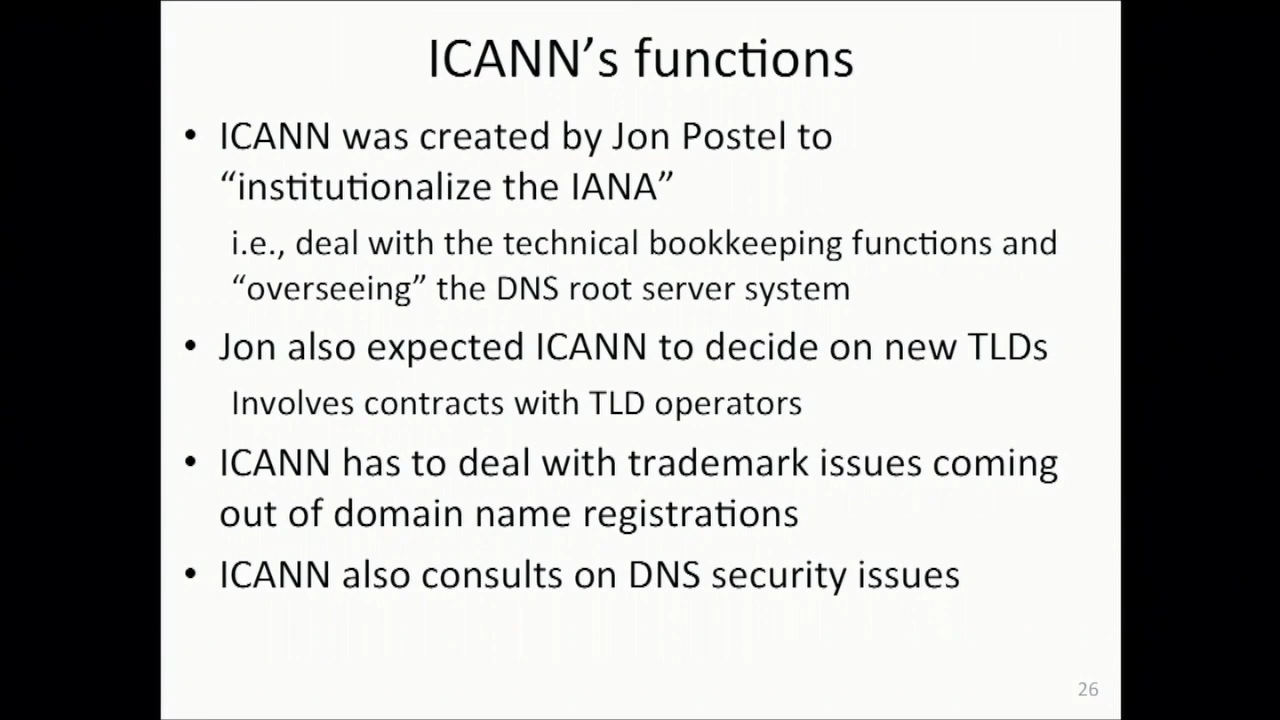 ICANN’s functions
• ICANN was created by Jon Postel to
“institutionalize the IANA”
i.e., deal with the technical bookkeeping functions and
“overseeing” the DNS root server system
• Jon also expected ICANN to decide on new TLDs
Involves contracts with TLD operators
• ICANN has to deal with trademark issues coming
out of domain name registrations
• ICANN also consults on DNS security issues
26